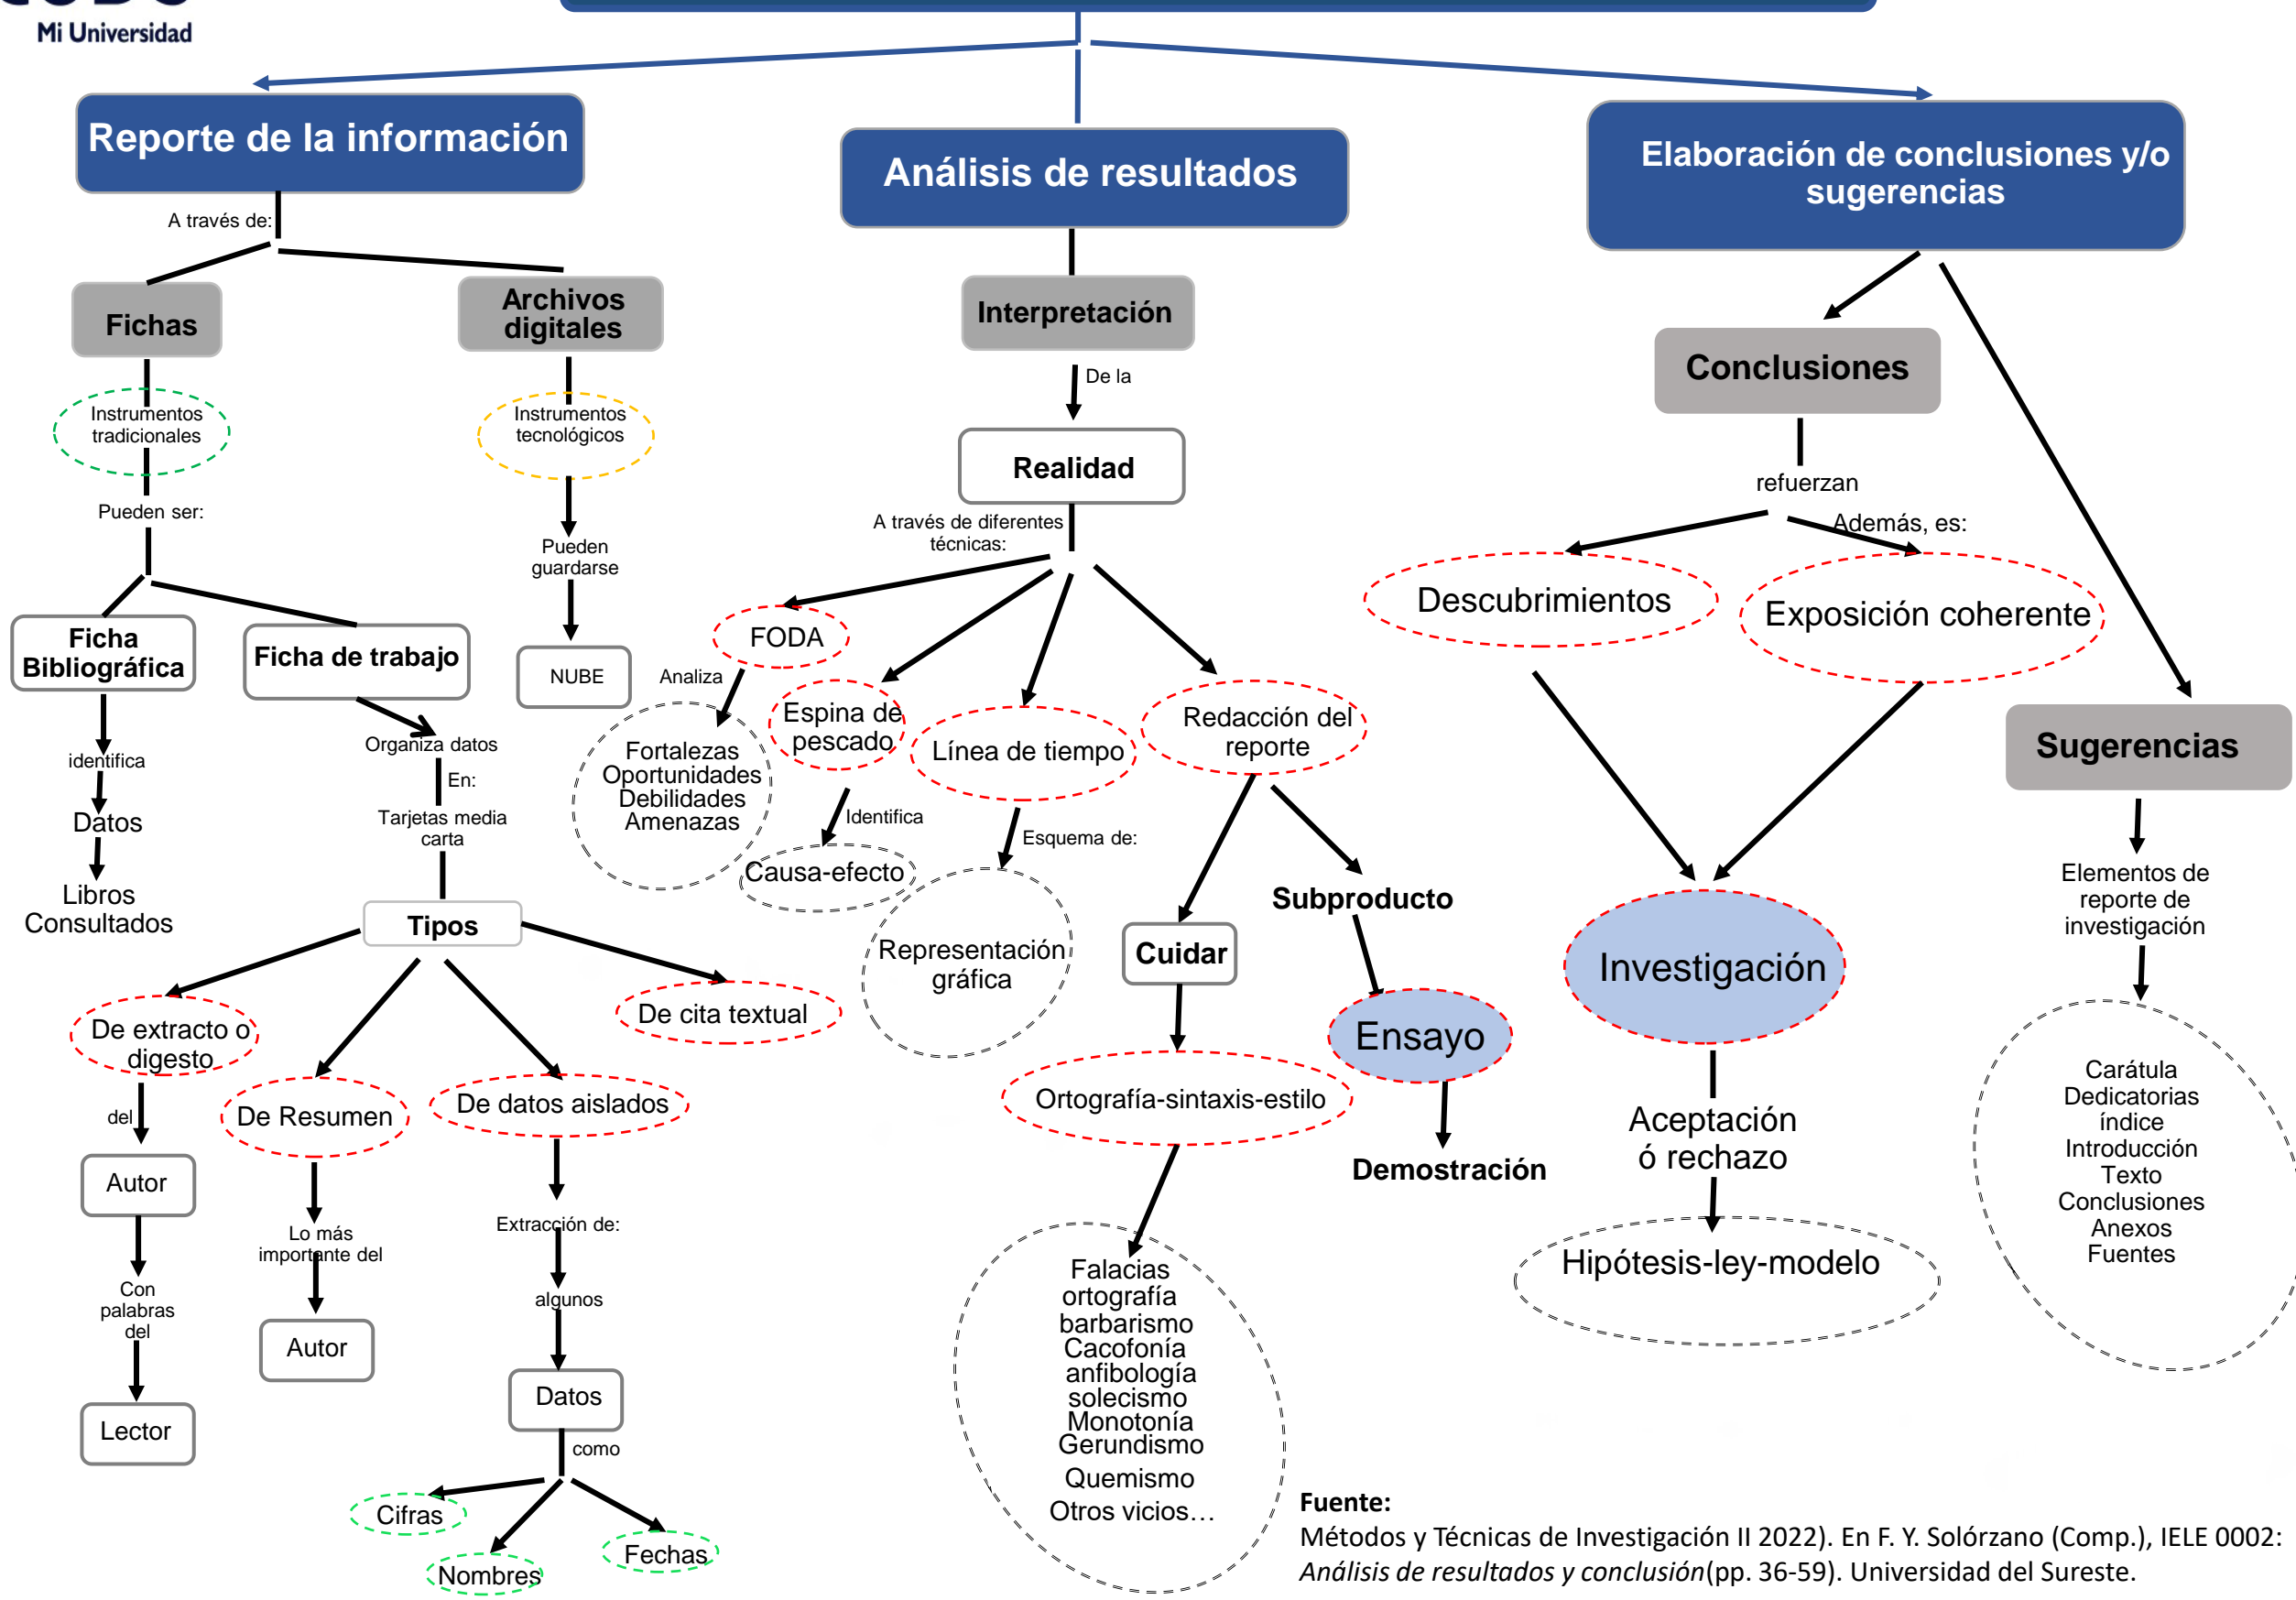 Mi Universidad
Reporte de la información
Análisis de resultados
Elaboración de conclusiones y/o
sugerencias
A través de:
Fichas
Archivos
digitales
Instrumentos
tradicionales
Instrumentos
tecnológicos
Pueden ser:
Pueden
guardarse
NUBE
Ficha
Bibliográfica
Ficha de trabajo
identifica
Datos
Libros
Consultados
Organiza datos
En:
Tarjetas media
carta
Tipos
De extracto o
digesto
De Resumen
De datos aislados
De cita textual
del
Autor
Con
palabras
del
Lector
Lo más
importante del
Autor
Extracción de:
algunos
Datos
como
Cifras
Nombres
Fechas
Interpretación
De la
Realidad
A través de diferentes
técnicas:
FODA
Analiza
Fortalezas
Oportunidades
Debilidades
Amenazas
Espina de
pescado
Identifica
Causa-efecto
Línea de tiempo
Esquema de:
Representación
gráfica
Redacción del
reporte
Cuidar
Subproducto
Ensayo
Demostración
Ortografía-sintaxis-estilo
Falacias
ortografía
barbarismo
Cacofonía
anfibología
solecismo
Monotonía
Gerundismo
Quemismo
Otros vicios…
Conclusiones
refuerzan
Además, es:
Descubrimientos
Exposición coherente
Investigación
Aceptación
ó rechazo
Hipótesis-ley-modelo
Sugerencias
Elementos de
reporte de
investigación
Carátula
Dedicatorias
índice
Introducción
Texto
Conclusiones
Anexos
Fuentes
Fuente:
Métodos y Técnicas de Investigación II 2022). En F. Y. Solórzano (Comp.), IELE 0002:
Análisis de resultados y conclusión(pp. 36-59). Universidad del Sureste.